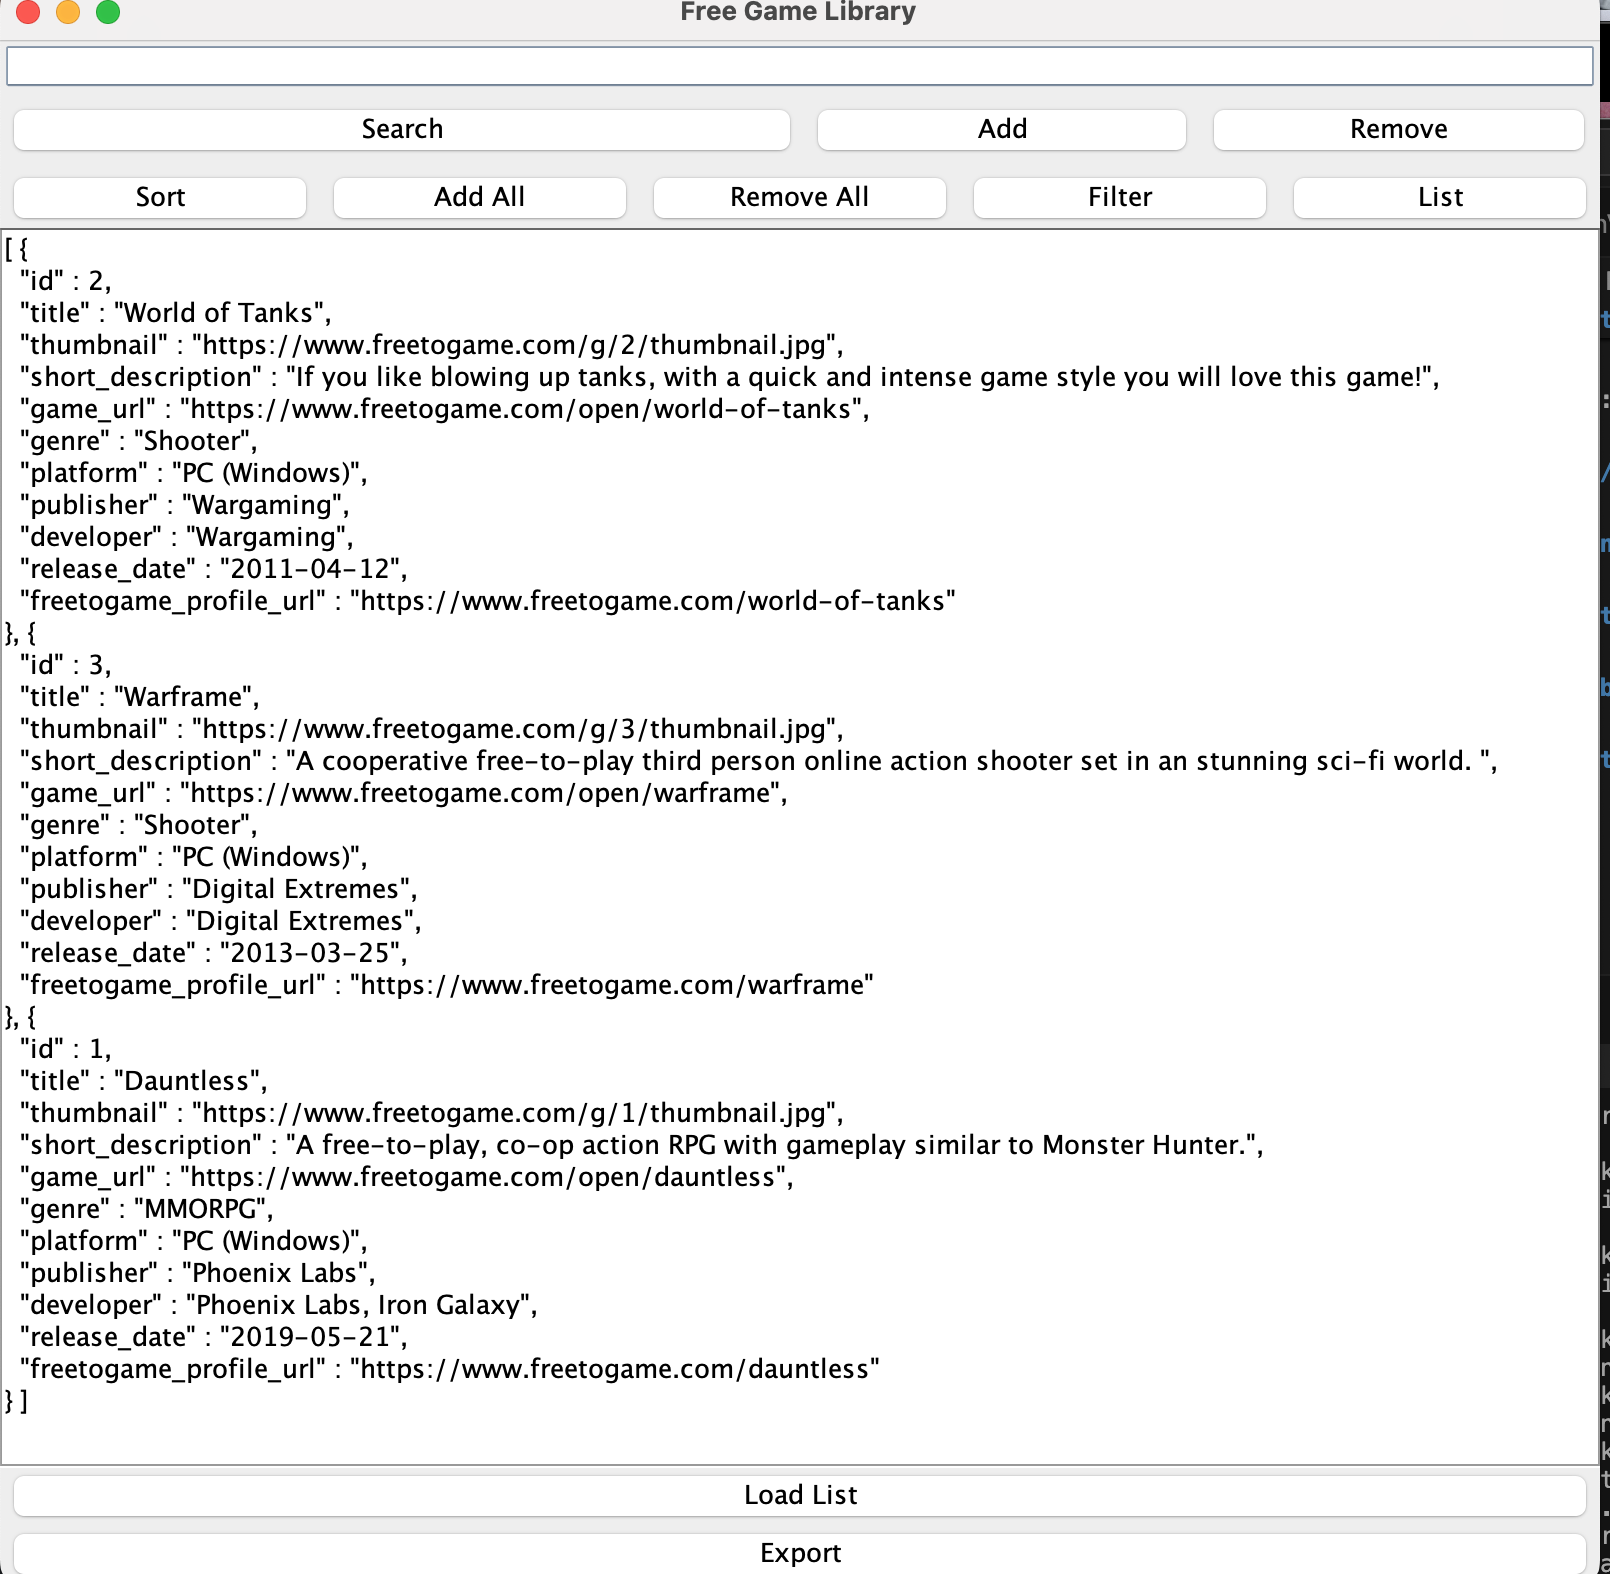 Free Game Library
Search Add Remove
Sort Add All Remove All Filter List
[ {
"id" : 2,
"title" : "World of Tanks",
"thumbnail" : "https://www.freetogame.com/g/2/thumbnail.jpg",
"short_description" : "If you like blowing up tanks, with a quick and intense game style you will love this game!",
"game_url" : "https://www.freetogame.com/open/world-of-tanks",
"genre" : "Shooter",
"platform" : "PC (Windows)",
"publisher" : "Wargaming",
"developer" : "Wargaming",
"release_date" : "2011-04-12",
"freetogame_profile_url" : "https://www.freetogame.com/world-of-tanks"
}, {
"id" : 3,
"title" : "Warframe",
"thumbnail" : "https://www.freetogame.com/g/3/thumbnail.jpg",
"short_description" : "A cooperative free-to-play third person online action shooter set in an stunning sci-fi world. ",
"game_url" : "https://www.freetogame.com/open/warframe",
"genre" : "Shooter",
"platform" : "PC (Windows)",
"publisher" : "Digital Extremes",
"developer" : "Digital Extremes",
"release_date" : "2013-03-25",
"freetogame_profile_url" : "https://www.freetogame.com/warframe"
}, {
"id" : 1,
"title" : "Dauntless",
"thumbnail" : "https://www.freetogame.com/g/1/thumbnail.jpg",
"short_description" : "A free-to-play, co-op action RPG with gameplay similar to Monster Hunter.",
"game_url" : "https://www.freetogame.com/open/dauntless",
"genre" : "MMORPG",
"platform" : "PC (Windows)",
"publisher" : "Phoenix Labs",
"developer" : "Phoenix Labs, Iron Galaxy",
"release_date" : "2019-05-21",
"freetogame_profile_url" : "https://www.freetogame.com/dauntless"
} ]
Load List
Export